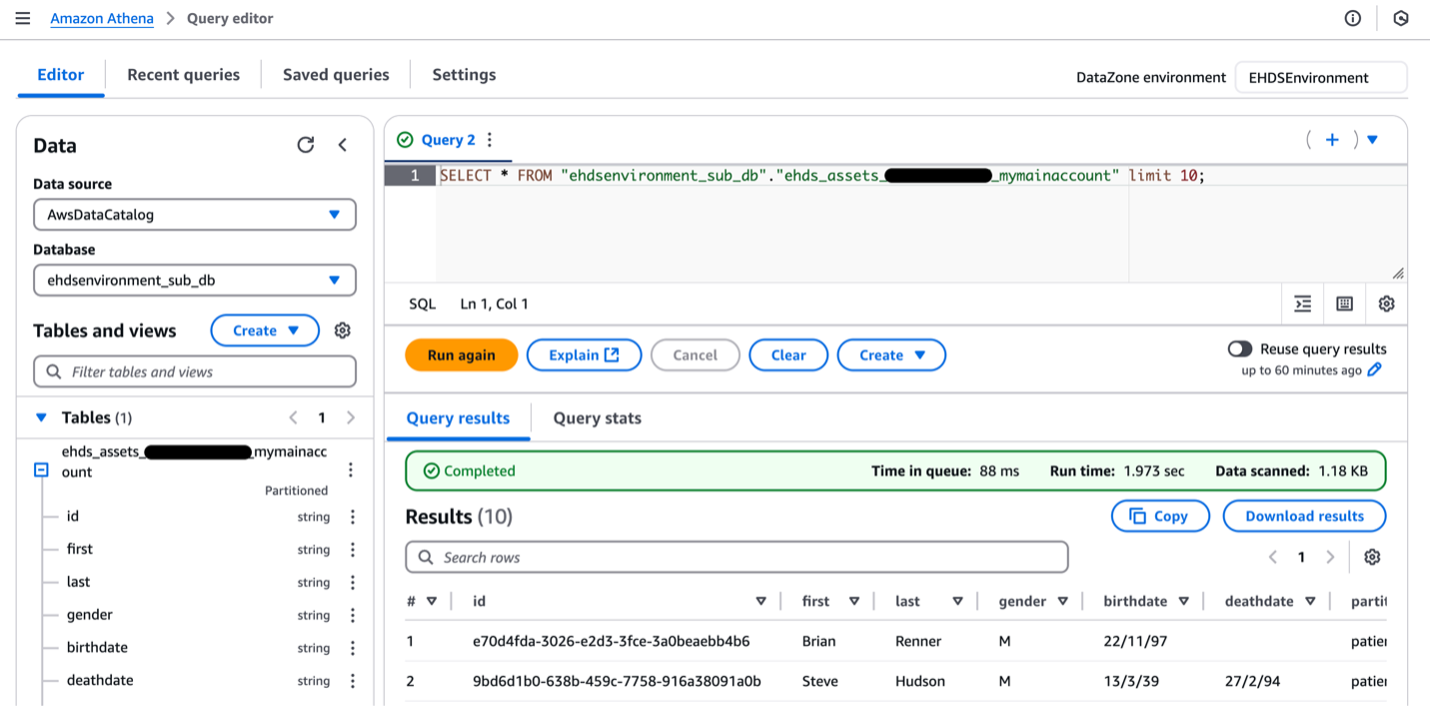 Amazon Athena > Query editor
Editor Recent queries Saved queries Settings
DataZone environment EHDSEnvironment
Data
Data source
AwsDataCatalog
Database
ehdsenvironment_sub_db
Tables and views Create
Filter tables and views
Tables (1) < 1 >
ehds_assets_ _mymainacc
ount
Partitioned
id string
first string
last string
gender string
birthdate string
deathdate string
Query 2
( + )
1 SELECT * FROM "ehdsenvironment_sub_db"."ehds_assets_ _mymainaccount" limit 10;
SQL Ln 1, Col 1
Run again Explain Cancel Clear Create
Reuse query results
up to 60 minutes ago
Query results Query stats
Completed Time in queue: 88 ms Run time: 1.973 sec Data scanned: 1.18 KB
Results (10) Copy Download results
Search rows < 1 >
# id first last gender birthdate deathdate partit
1 e70d4fda-3026-e2d3-3fce-3a0beaebb4b6 Brian Renner M 22/11/97 patier
2 9bd6d1b0-638b-459c-7758-916a38091a0b Steve Hudson M 13/3/39 27/2/94 patier